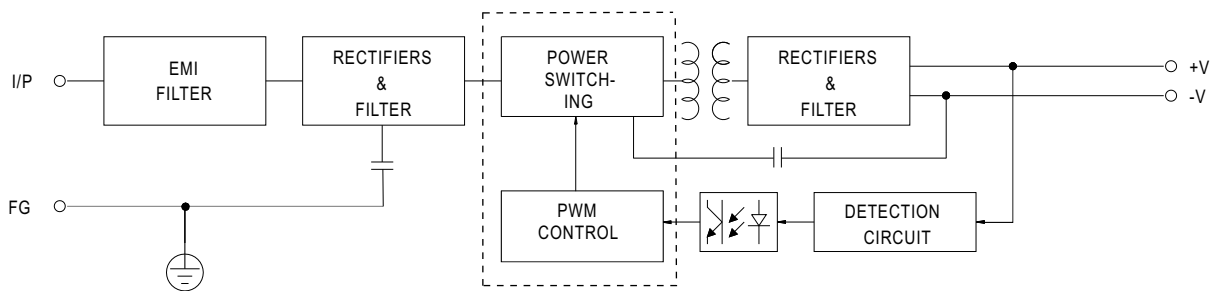 I/P
EMI
FILTER
RECTIFIERS
&
FILTER
POWER
SWITCH-
ING
RECTIFIERS
&
FILTER
+V
-V
FG
PWM
CONTROL
DETECTION
CIRCUIT